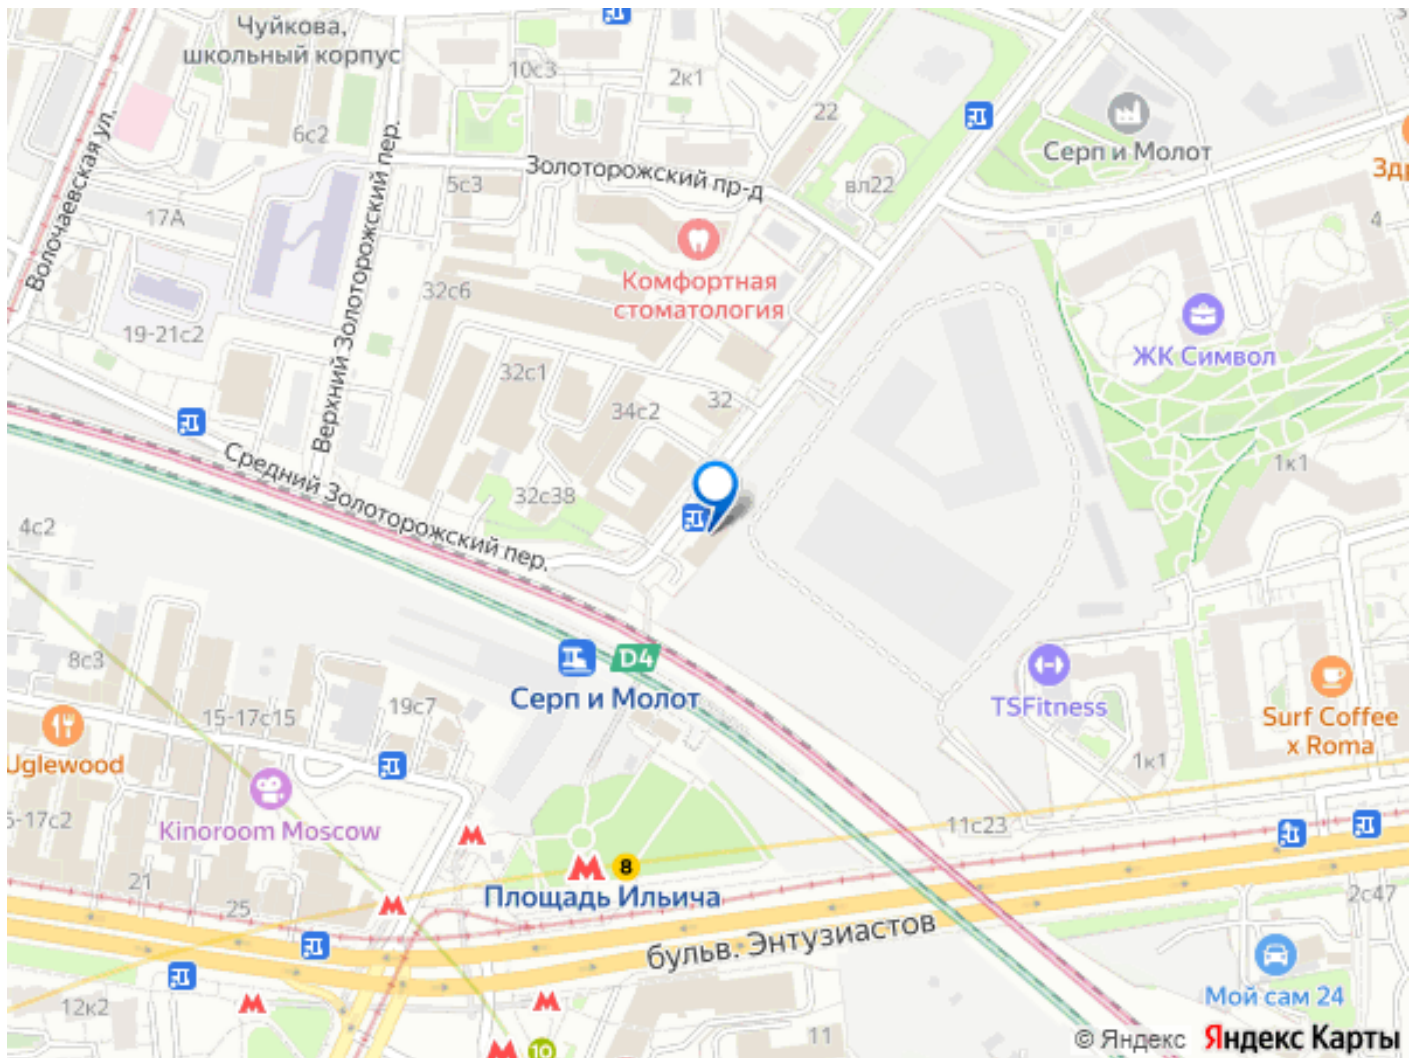 Чуйкова,
школьный корпус
10с3
2к1
22
6с2
Серп и Молот
Волочаевская ул.
Верхний Золоторожский пер.
Золоторожский пр-д
5с3
вл22
17А
4
Комфортная
стоматология
32с6
19-21с2
ЖК Символ
32с1
32
34с2
Средний Золоторожский пер.
32с38
1к1
4с2
8с3
D4
Серп и Молот
15-17с15
19с7
TSFitness
Surf Coffee
x Roma
Uglewood
1к1
Kinoroom Moscow
11с23
8
Площадь Ильича
21
25
2с47
бульв. Энтузиастов
12к2
Мой сам 24
11
10
© Яндекс Яндекс Карты